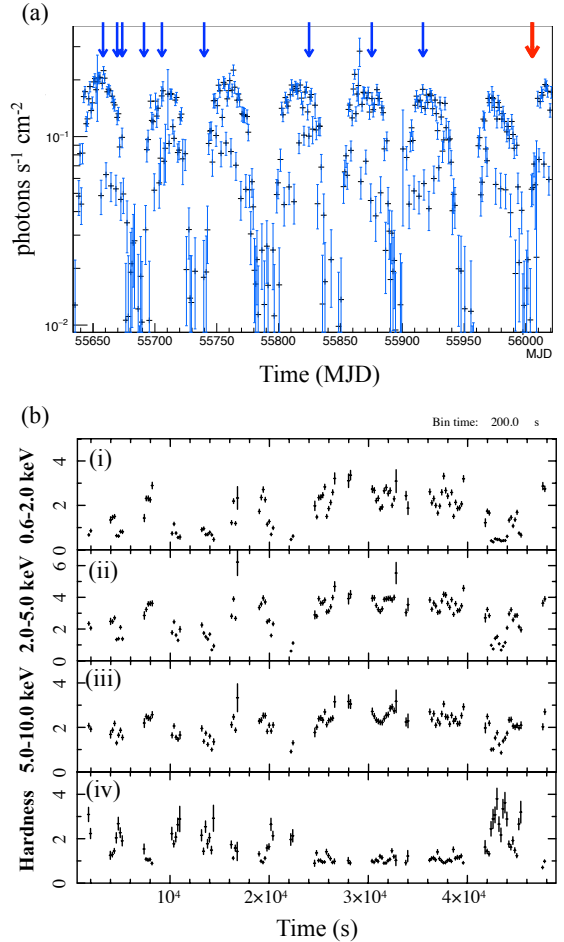 (a)
photons s⁻¹ cm⁻²
10⁻¹
10⁻²
55650 55700 55750 55800 55850 55900 55950 56000
MJD
Time (MJD)
(b)
Bin time: 200.0 s
(i)
0.6-2.0 keV
0 2 4
(ii)
2.0-5.0 keV
0 2 4 6
(iii)
5.0-10.0 keV
0 2 4
(iv)
Hardness
0 2 4
10⁴ 2×10⁴ 3×10⁴ 4×10⁴
Time (s)